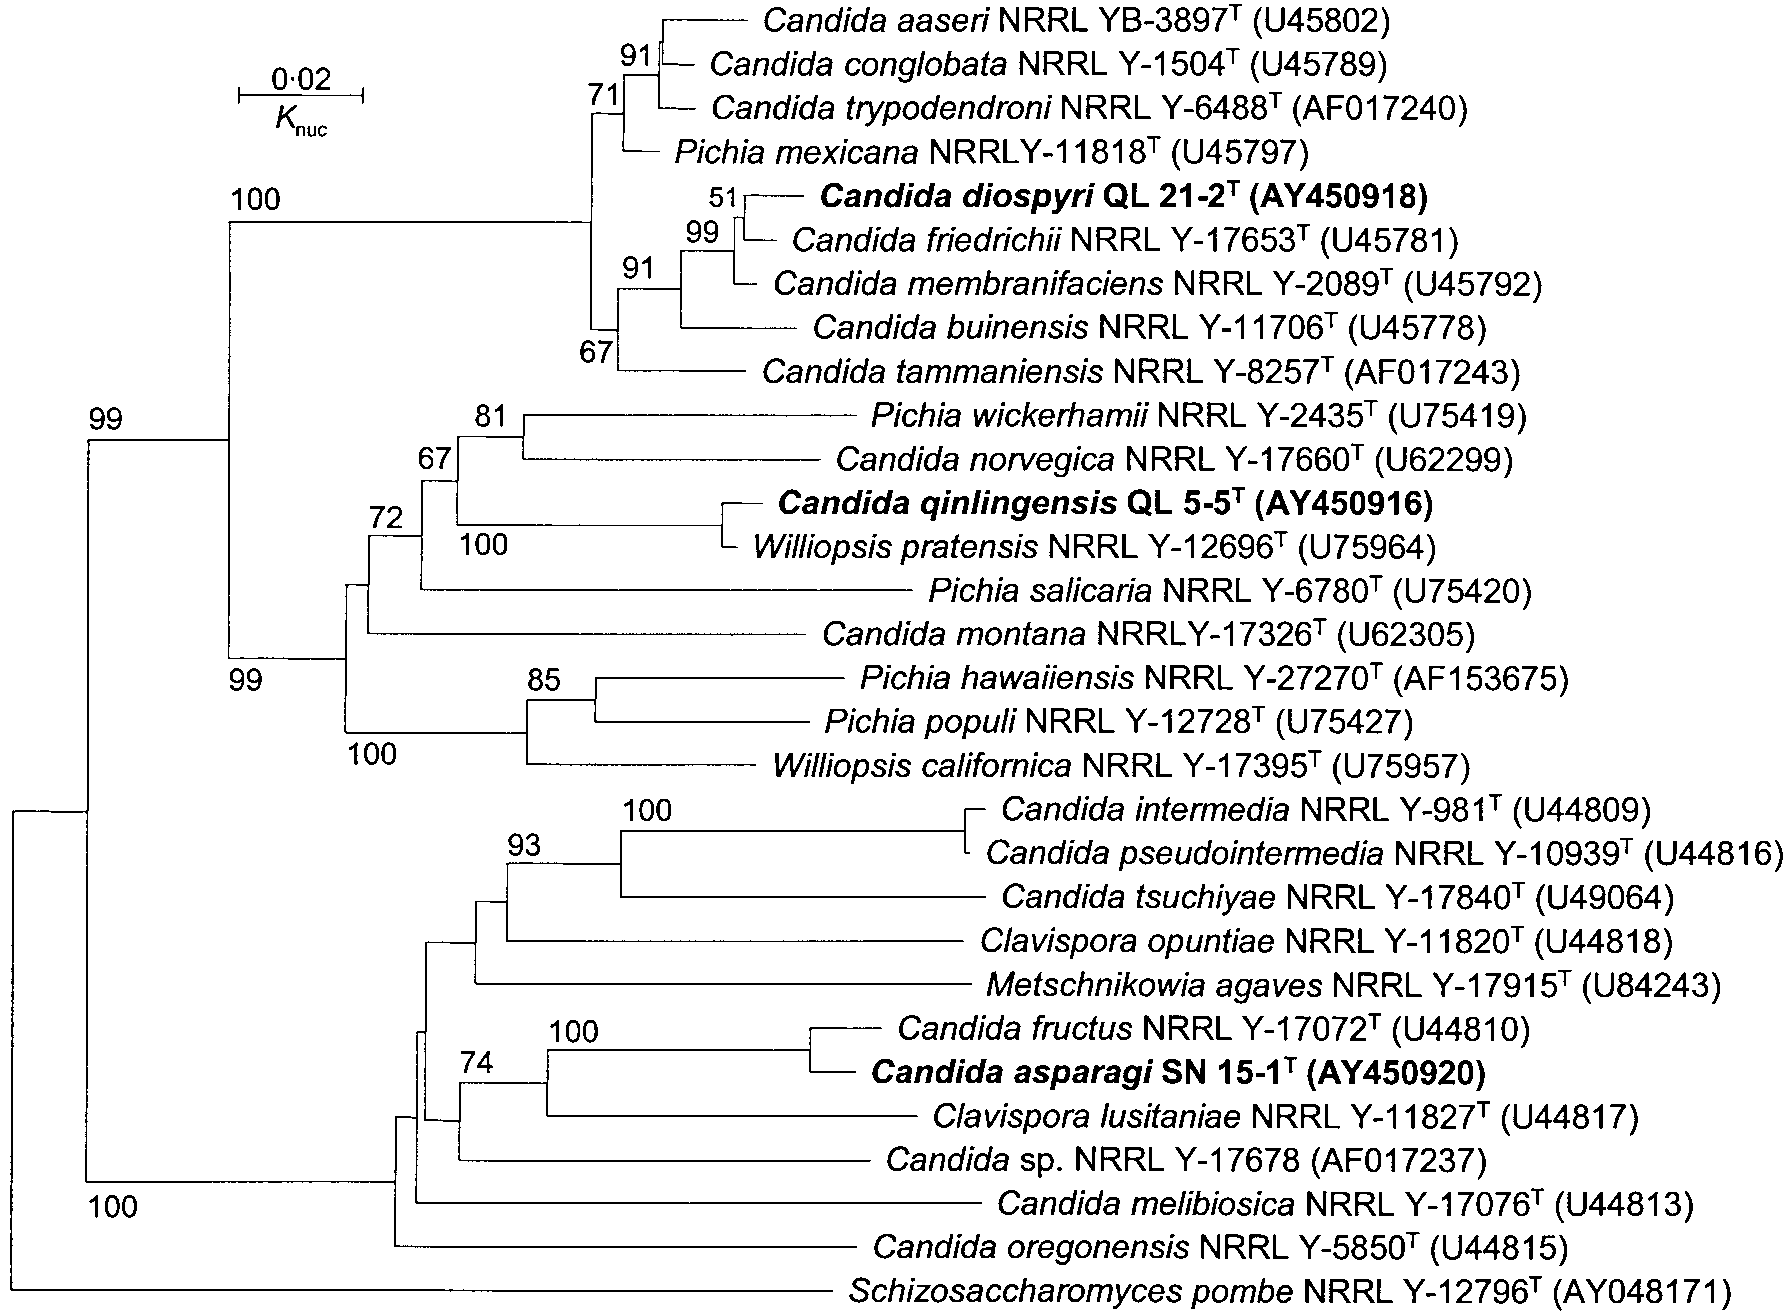 Candida aaseri NRRL YB-3897ᵀ (U45802)
91
Candida conglobata NRRL Y-1504ᵀ (U45789)
0·02
71
Candida trypodendroni NRRL Y-6488ᵀ (AF017240)
Knuc
Pichia mexicana NRRLY-11818ᵀ (U45797)
100
51
Candida diospyri QL 21-2ᵀ (AY450918)
99
Candida friedrichii NRRL Y-17653ᵀ (U45781)
91
Candida membranifaciens NRRL Y-2089ᵀ (U45792)
Candida buinensis NRRL Y-11706ᵀ (U45778)
67
Candida tammaniensis NRRL Y-8257ᵀ (AF017243)
99
81
Pichia wickerhamii NRRL Y-2435ᵀ (U75419)
67
Candida norvegica NRRL Y-17660ᵀ (U62299)
Candida qinlingensis QL 5-5ᵀ (AY450916)
72
100
Williopsis pratensis NRRL Y-12696ᵀ (U75964)
Pichia salicaria NRRL Y-6780ᵀ (U75420)
Candida montana NRRLY-17326ᵀ (U62305)
99
85
Pichia hawaiiensis NRRL Y-27270ᵀ (AF153675)
Pichia populi NRRL Y-12728ᵀ (U75427)
100
Williopsis californica NRRL Y-17395ᵀ (U75957)
100
Candida intermedia NRRL Y-981ᵀ (U44809)
93
Candida pseudointermedia NRRL Y-10939ᵀ (U44816)
Candida tsuchiyae NRRL Y-17840ᵀ (U49064)
Clavispora opuntiae NRRL Y-11820ᵀ (U44818)
Metschnikowia agaves NRRL Y-17915ᵀ (U84243)
100
Candida fructus NRRL Y-17072ᵀ (U44810)
74
Candida asparagi SN 15-1ᵀ (AY450920)
Clavispora lusitaniae NRRL Y-11827ᵀ (U44817)
Candida sp. NRRL Y-17678 (AF017237)
100
Candida melibiosica NRRL Y-17076ᵀ (U44813)
Candida oregonensis NRRL Y-5850ᵀ (U44815)
Schizosaccharomyces pombe NRRL Y-12796ᵀ (AY048171)